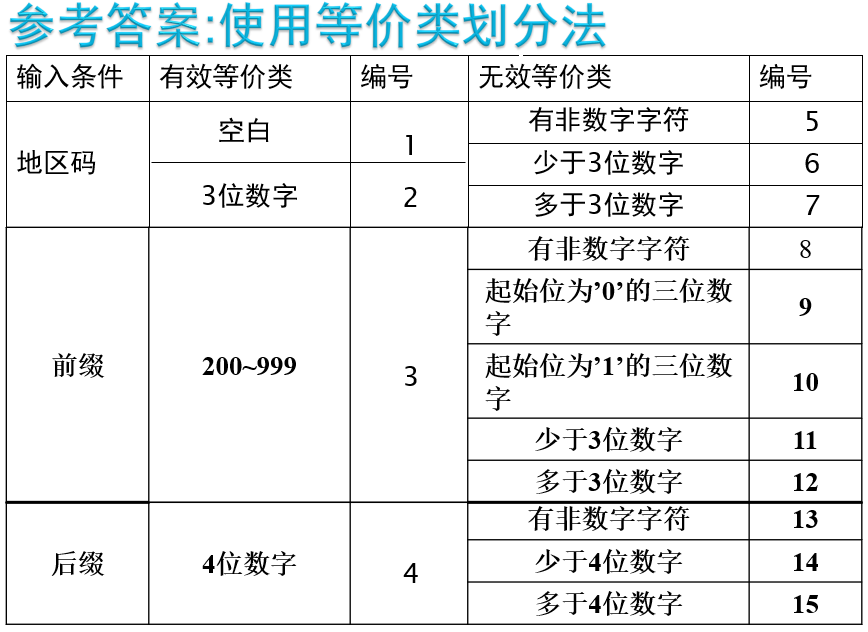 参考答案:使用等价类划分法
输入条件 有效等价类 编号 无效等价类 编号
地区码 空白 1 有非数字字符 5
少于3位数字 6
3位数字 2 多于3位数字 7
前缀 200~999 3 有非数字字符 8
起始位为’0’的三位数
字 9
起始位为’1’的三位数
字 10
少于3位数字 11
多于3位数字 12
后缀 4位数字 4 有非数字字符 13
少于4位数字 14
多于4位数字 15